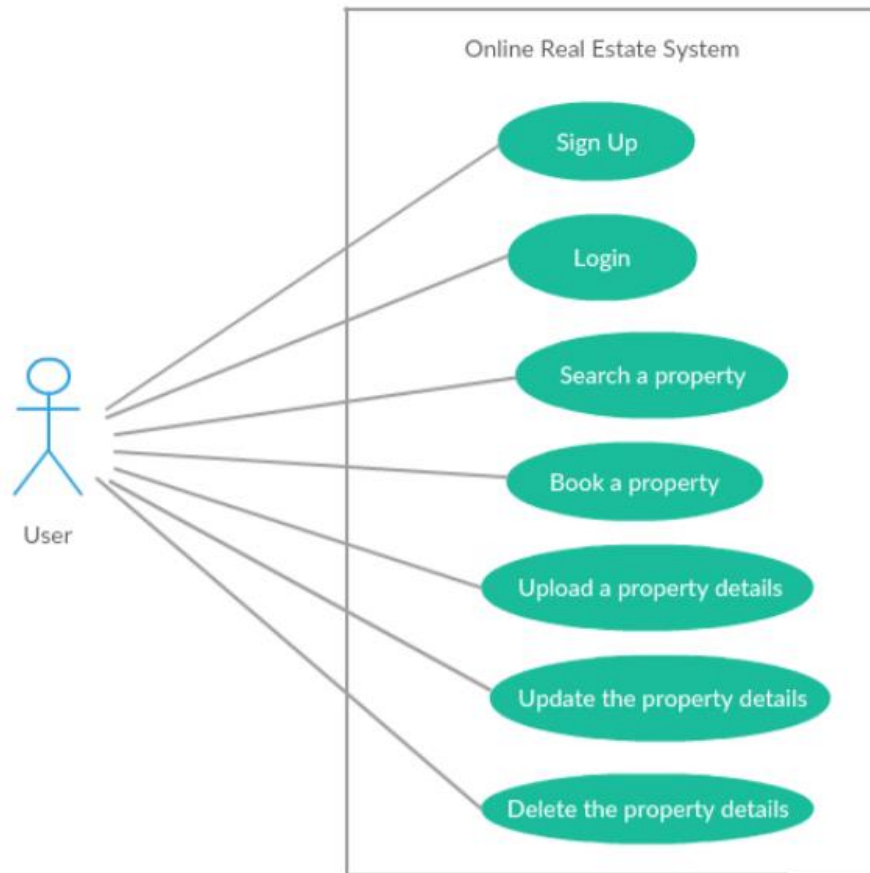 Online Real Estate System
Sign Up
Login
Search a property
Book a property
User
Upload a property details
Update the property details
Delete the property details